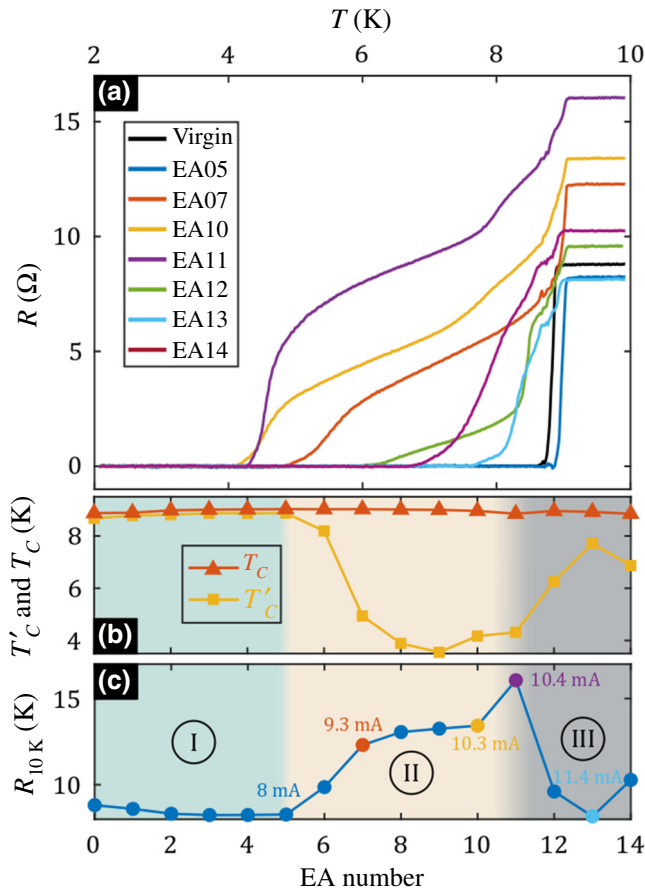 T (K)
2 4 6 8 10
(a)
15
10
5
0
R (Ω)
Virgin
EA05
EA07
EA10
EA11
EA12
EA13
EA14
(b)
8
6
4
T′C and TC (K)
TC
T′C
(c)
15
10
R10 K (K)
I
II
III
8 mA
9.3 mA
10.3 mA
10.4 mA
11.4 mA
0 2 4 6 8 10 12 14
EA number